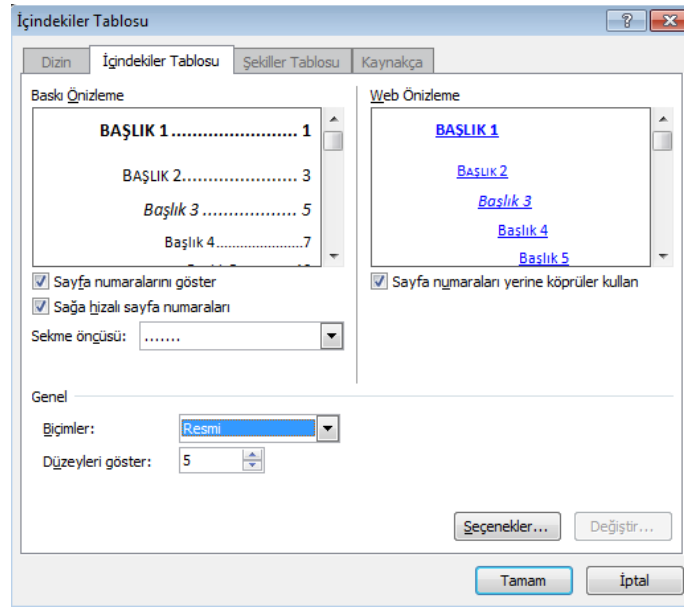 İçindekiler Tablosu
Dizin İçindekiler Tablosu Şekiller Tablosu Kaynakça
Baskı Önizleme
BAŞLIK 1........................ 1
BAŞLIK 2...................... 3
Başlık 3 .................. 5
Başlık 4......................7
Web Önizleme
BAŞLIK 1
BAŞLIK 2
Başlık 3
Başlık 4
Başlık 5
Sayfa numaralarını göster
Sağa hizalı sayfa numaraları
Sekme öncüsü: .......
Sayfa numaraları yerine köprüler kullan
Genel
Biçimler: Resmi
Düzeyleri göster: 5
Seçenekler... Değiştir...
Tamam İptal